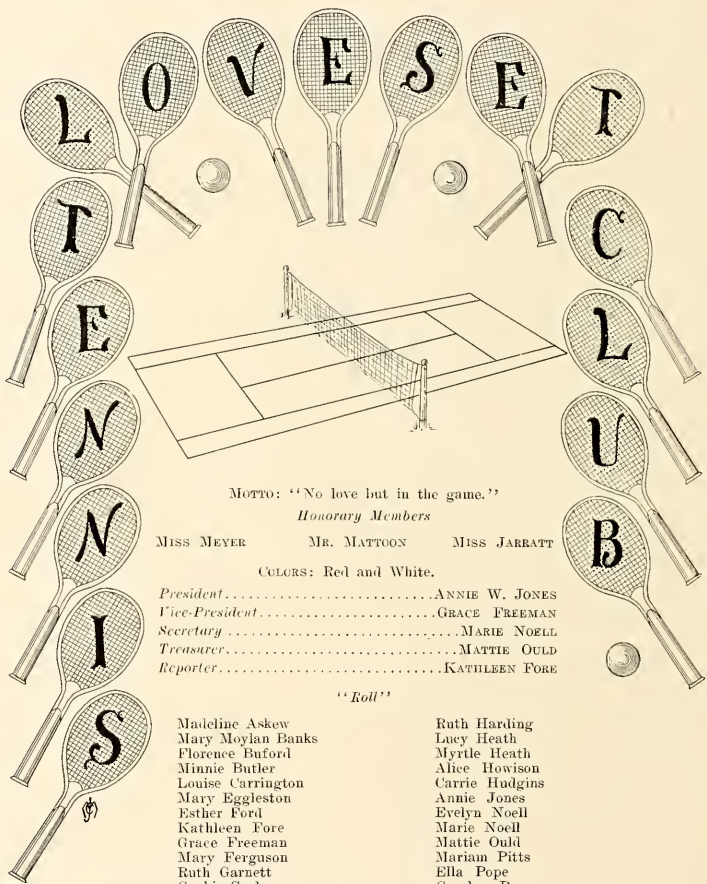 LOVE SET
TENNIS
CLUB
MOTTO: "No love but in the game."
Honorary Members
MISS MEYER MR. MATTOON MISS JARRATT
COLORS: Red and White.
President..........................ANNIE W. JONES
Vice-President..........................GRACE FREEMAN
Secretary ..........................MARIE NOELL
Treasurer..........................MATTIE OULD
Reporter..........................KATHLEEN FORE
"Roll"
Madeline Askew
Mary Moylan Banks
Florence Buford
Minnie Butler
Louise Carrington
Mary Eggleston
Esther Ford
Kathleen Fore
Grace Freeman
Mary Ferguson
Ruth Garnett
Ruth Harding
Lucy Heath
Myrtle Heath
Alice Howison
Carrie Hudgins
Annie Jones
Evelyn Noell
Marie Noell
Mattie Ould
Mariam Pitts
Ella Pope